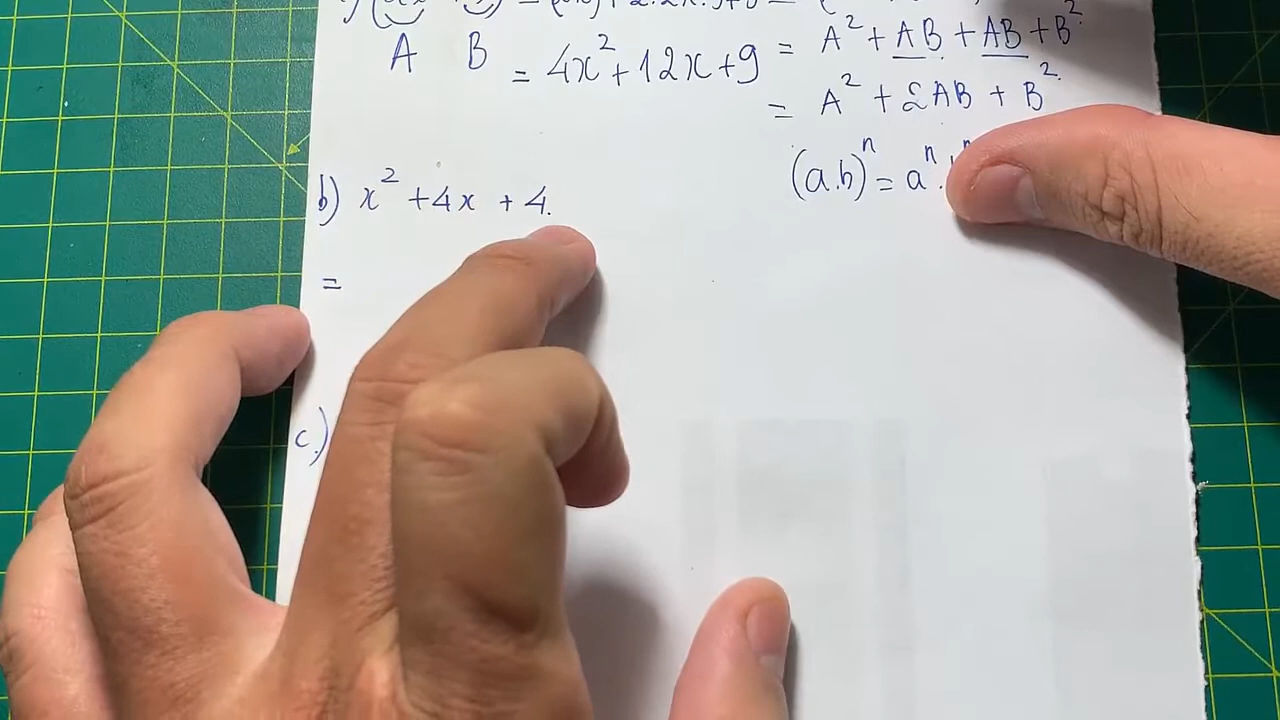 A B = 4x² + 12x + 9
= A² + AB + AB + B²
= A² + 2AB + B²
(a.b)ⁿ = aⁿ.
b) x² + 4x + 4.
=
c.)